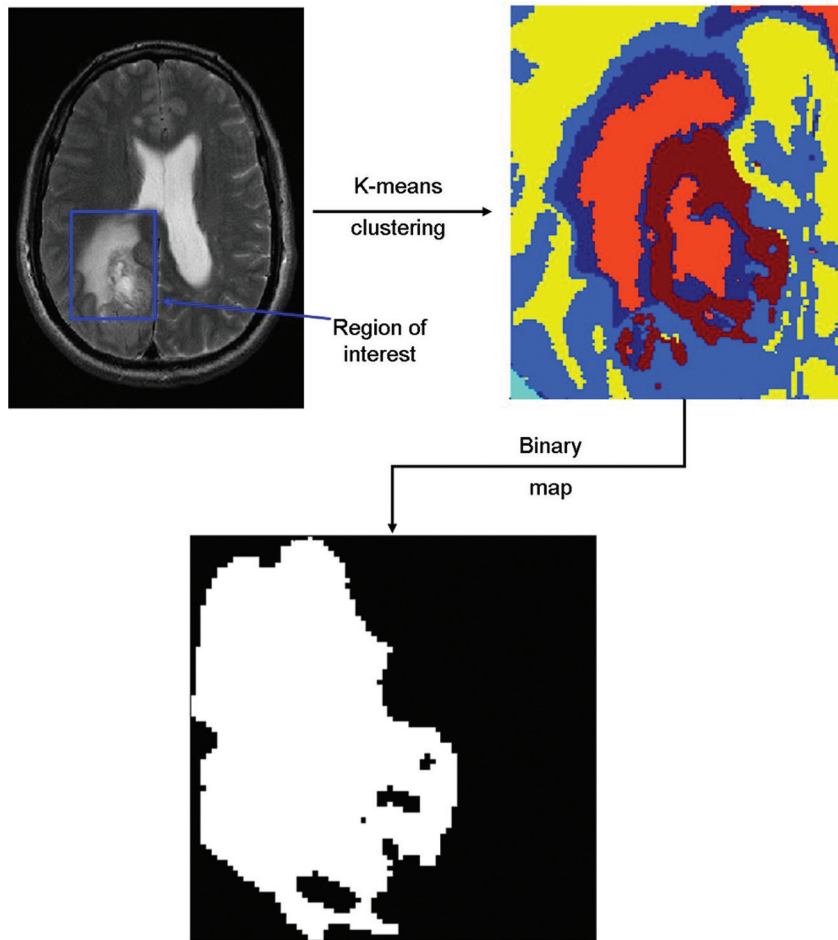 K-means
clustering
Region of
interest
Binary
map